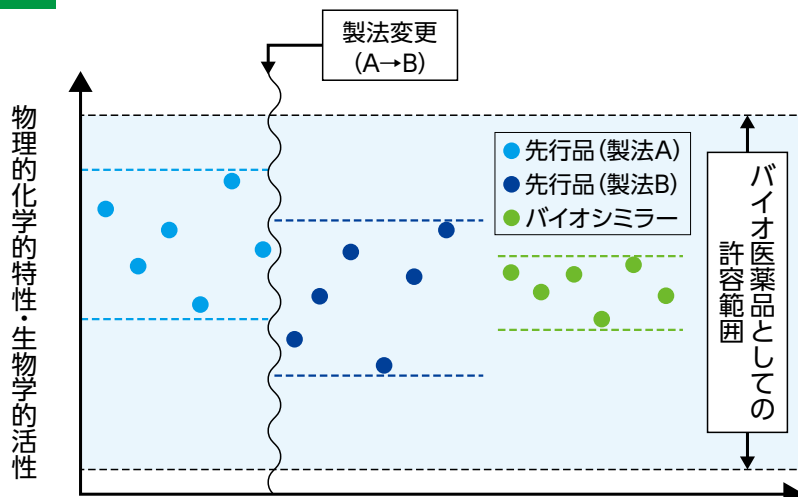 製法変更
(A→B)
物理的化学的特性・生物学的活性
先行品(製法A)
先行品(製法B)
バイオシミラー
バイオ医薬品としての
許容範囲